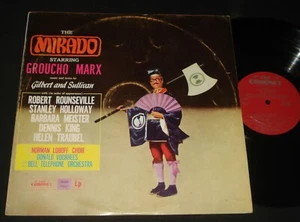 THE
MIKADO
STARRING
GROUCHO MARX
Gilbert and Sullivan
ROBERT ROUNSEVILLE
STANLEY HOLLOWAY
BARBARA MEISTER
DENNIS KING
HELEN TRAUBEL
NORMAN LUBOFF CHOIR
DONALD VOORHEES
BELL TELEPHONE ORCHESTRA
Lp